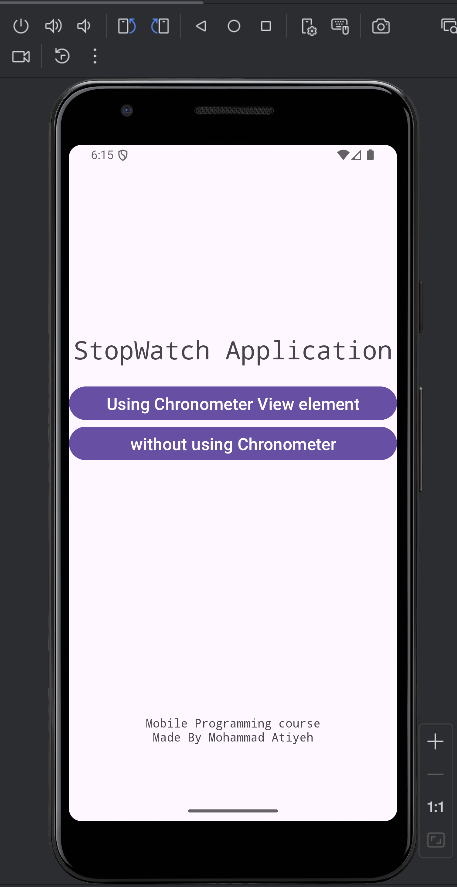 6:15
StopWatch Application
Using Chronometer View element
without using Chronometer
Mobile Programming course
Made By Mohammad Atiyeh
1:1